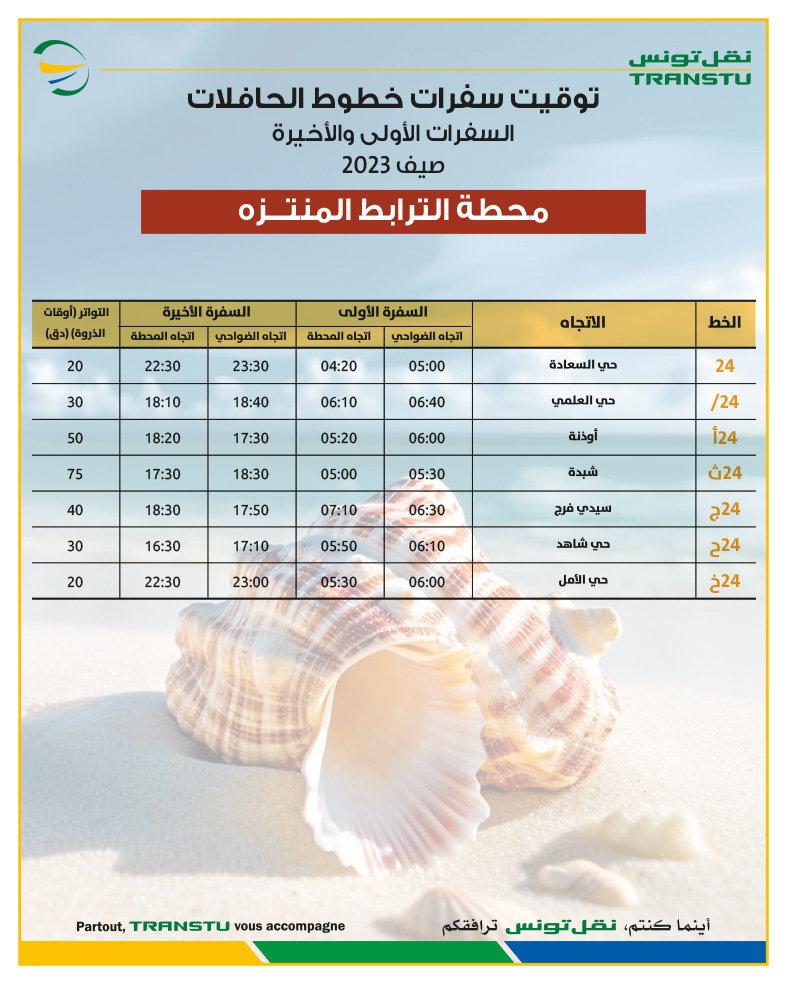 نقل تونس
TRANSTU
توقيت سفرات خطوط الحافلات
السفرات الأولى والأخيرة
صيف 2023
محطة الترابط المنتـــزه
الخط الاتجاه السفرة الأولى السفرة الأخيرة التواتر (أوقات الذروة) (دق)
اتجاه الضواحي اتجاه المحطة اتجاه الضواحي اتجاه المحطة
24 حي السعادة 05:00 04:20 23:30 22:30 20
24/ حي العلمي 06:40 06:10 18:40 18:10 30
24أ أوذنة 06:00 05:20 17:30 18:20 50
24ث شبدة 05:30 05:00 18:30 17:30 75
24ج سيدي فرج 06:30 07:10 17:50 18:30 40
24ح حي شاهد 06:10 05:50 17:10 16:30 30
24خ حي الأمل 06:00 05:30 23:00 22:30 20
أينما كنتم، نقل تونس ترافقكم
Partout, TRANSTU vous accompagne